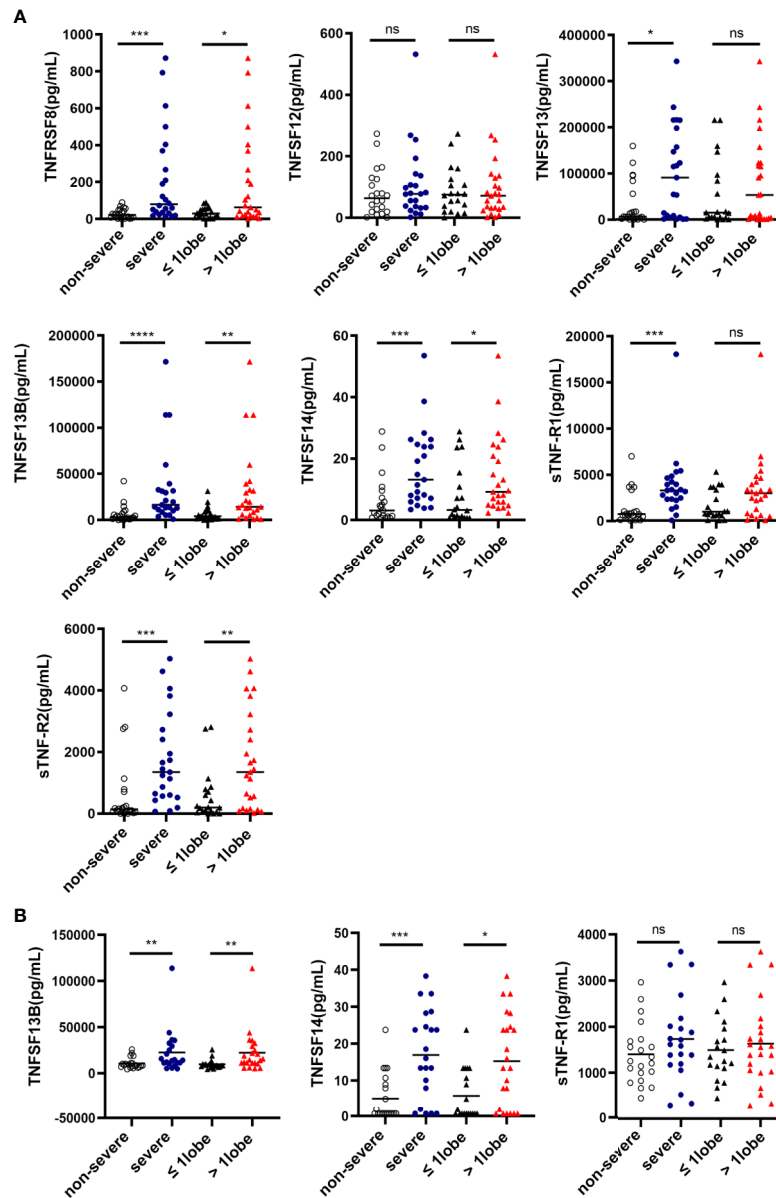 A
TNFRSF8(pg/mL)
1000
800
600
400
200
0
***
*
non-severe
severe
≤ 1lobe
> 1lobe
TNFSF12(pg/mL)
600
400
200
0
ns
ns
non-severe
severe
≤ 1lobe
> 1lobe
TNFSF13(pg/mL)
400000
300000
200000
100000
0
*
ns
non-severe
severe
≤ 1lobe
> 1lobe
TNFSF13B(pg/mL)
200000
150000
100000
50000
0
****
**
non-severe
severe
≤ 1lobe
> 1lobe
TNFSF14(pg/mL)
60
40
20
0
***
*
non-severe
severe
≤ 1lobe
> 1lobe
sTNF-R1(pg/mL)
20000
15000
10000
5000
0
***
ns
non-severe
severe
≤ 1lobe
> 1lobe
sTNF-R2(pg/mL)
6000
4000
2000
0
***
**
non-severe
severe
≤ 1lobe
> 1lobe
B
TNFSF13B(pg/mL)
150000
100000
50000
0
-50000
**
**
non-severe
severe
≤ 1lobe
> 1lobe
TNFSF14(pg/mL)
50
40
30
20
10
0
***
*
non-severe
severe
≤ 1lobe
> 1lobe
sTNF-R1(pg/mL)
4000
3000
2000
1000
0
ns
ns
non-severe
severe
≤ 1lobe
> 1lobe